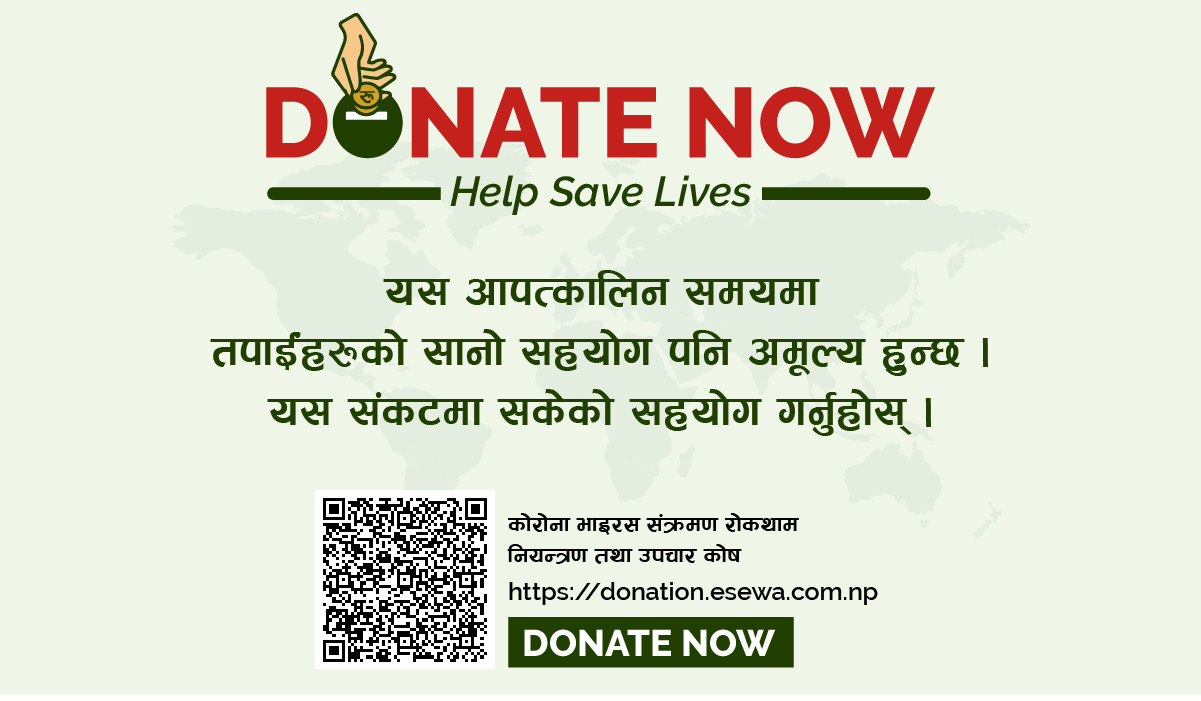 DONATE NOW
रू
Help Save Lives
यस आपत्कालिन समयमा
तपाईंहरूको सानो सहयोग पनि अमूल्य हुन्छ ।
यस संकटमा सकेको सहयोग गर्नुहोस् ।
कोरोना भाइरस संक्रमण रोकथाम
नियन्त्रण तथा उपचार कोष
https://donation.esewa.com.np
DONATE NOW